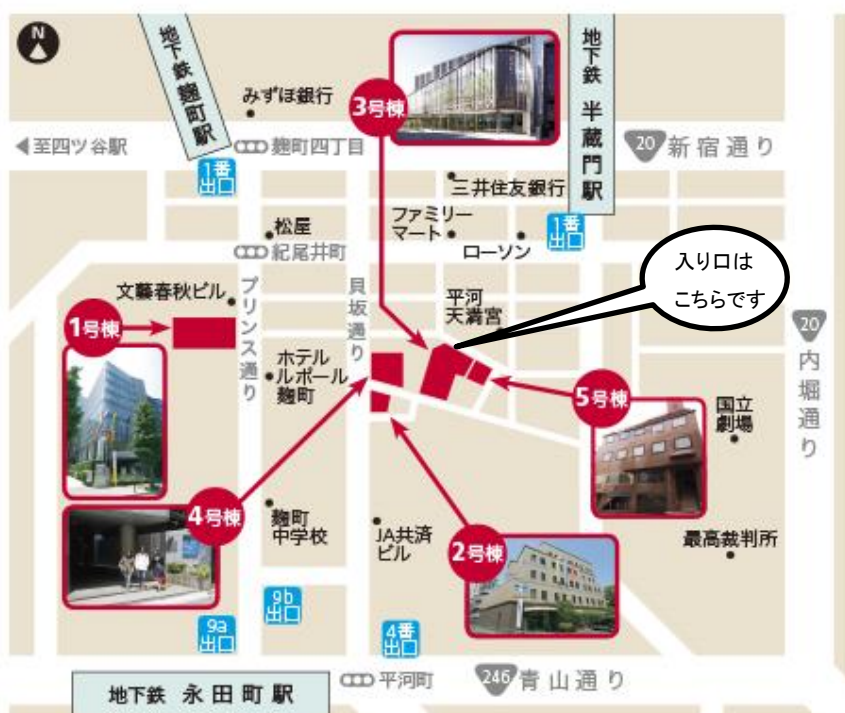 N
地下鉄 麹町駅
みずほ銀行
3号棟
地下鉄 半蔵門駅
至四ツ谷駅
麹町四丁目
20
新宿通り
1番
出口
三井住友銀行
松屋
ファミリー
マート
ローソン
1番
出口
紀尾井町
入り口は
こちらです
文藝春秋ビル
プリンス通り
貝坂通り
平河
天満宮
1号棟
20
内堀通り
ホテル
ルポール
麹町
5号棟
国立
劇場
4号棟
麹町
中学校
JA共済
ビル
2号棟
最高裁判所
9b
出口
9a
出口
4番
出口
地下鉄 永田町駅
平河町
246
青山通り